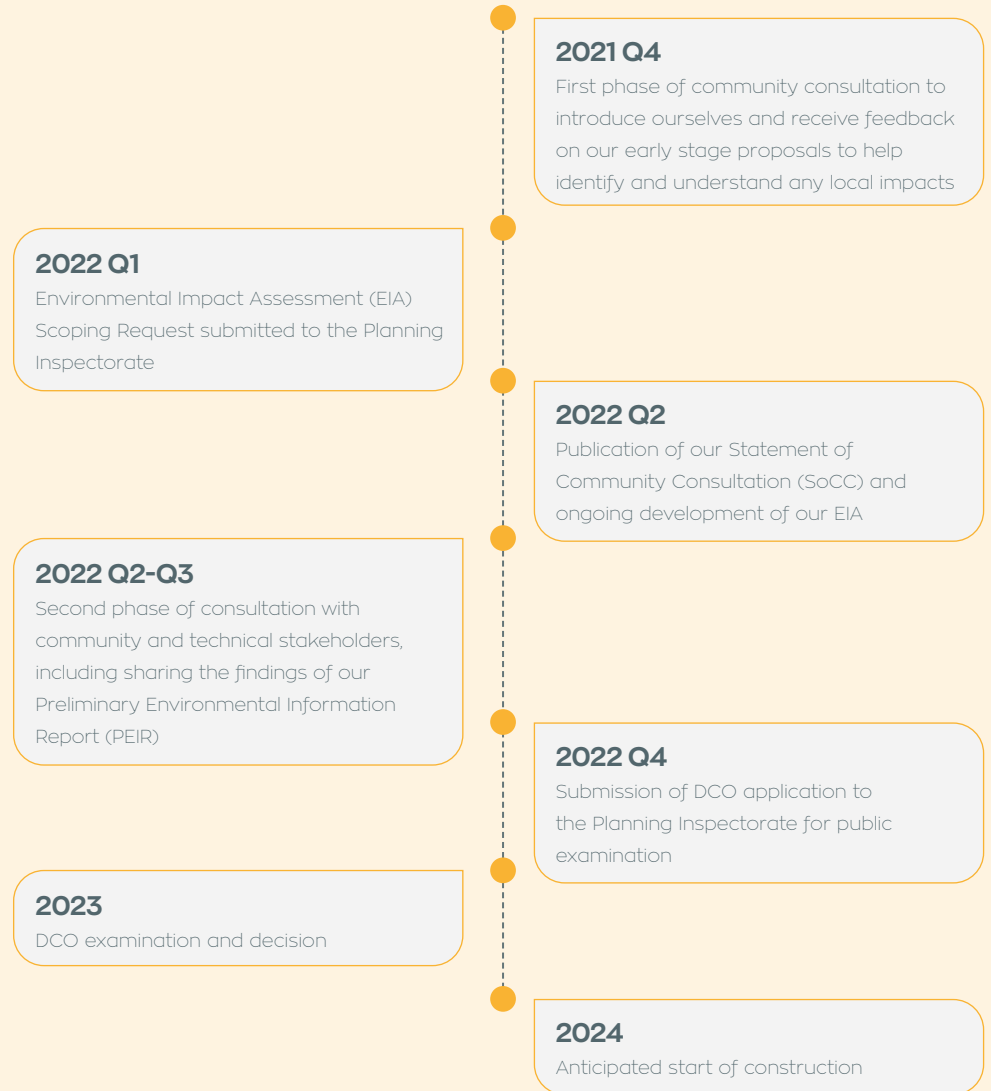 2021 Q4
First phase of community consultation to
introduce ourselves and receive feedback
on our early stage proposals to help
identify and understand any local impacts
2022 Q1
Environmental Impact Assessment (EIA)
Scoping Request submitted to the Planning
Inspectorate
2022 Q2
Publication of our Statement of
Community Consultation (SoCC) and
ongoing development of our EIA
2022 Q2-Q3
Second phase of consultation with
community and technical stakeholders,
including sharing the findings of our
Preliminary Environmental Information
Report (PEIR)
2022 Q4
Submission of DCO application to
the Planning Inspectorate for public
examination
2023
DCO examination and decision
2024
Anticipated start of construction